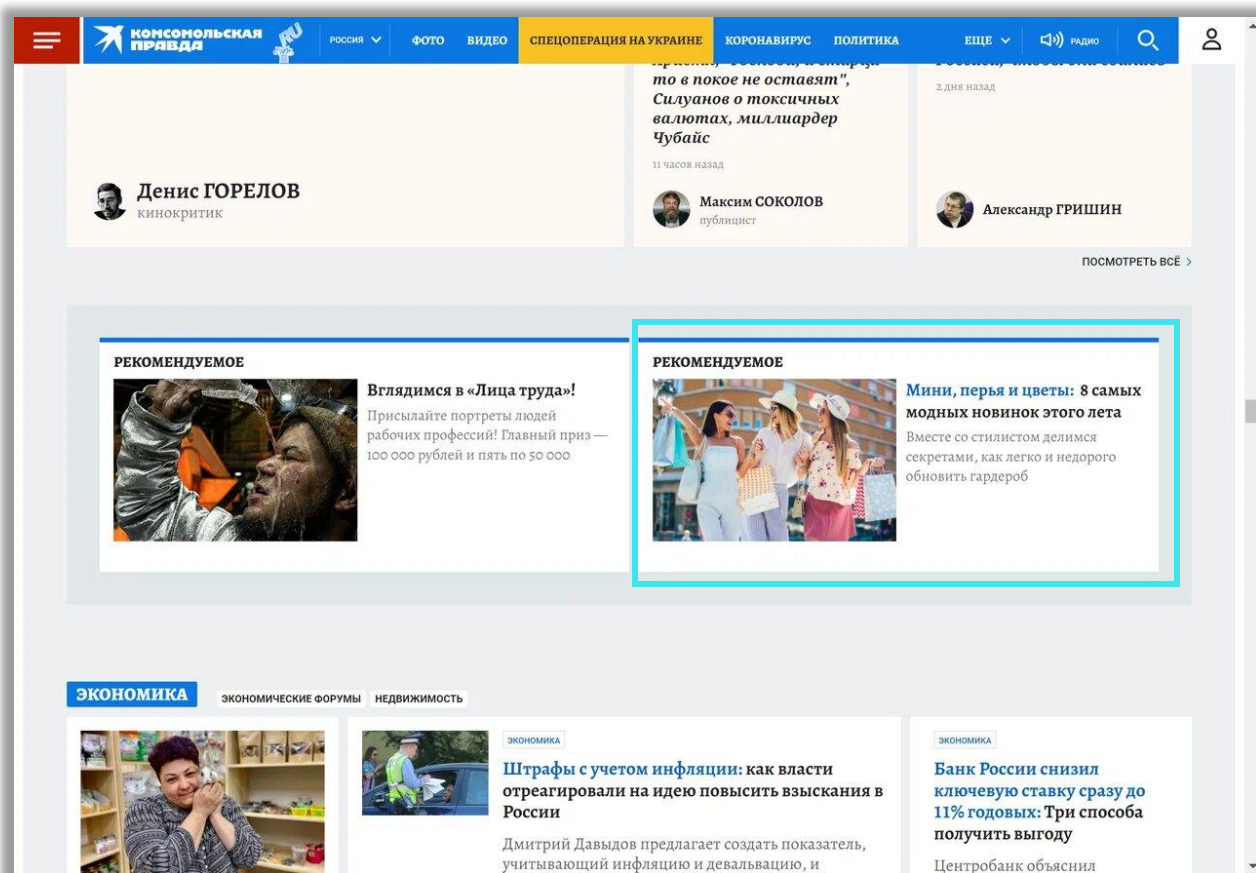 КОМСОМОЛЬСКАЯ
ПРАВДА
RU
РОССИЯ
ФОТО
ВИДЕО
СПЕЦОПЕРАЦИЯ НА УКРАИНЕ
КОРОНАВИРУС
ПОЛИТИКА
ЕЩЕ
РАДИО
то в покое не оставят",
Силуанов о токсичных
валютах, миллиардер
Чубайс
11 часов назад
2 дня назад
Денис ГОРЕЛОВ
кинокритик
Максим СОКОЛОВ
публицист
Александр ГРИШИН
ПОСМОТРЕТЬ ВСЁ >
РЕКОМЕНДУЕМОЕ
Вглядимся в «Лица труда»!
Присылайте портреты людей
рабочих профессий! Главный приз —
100 000 рублей и пять по 50 000
РЕКОМЕНДУЕМОЕ
Мини, перья и цветы: 8 самых
модных новинок этого лета
Вместе со стилистом делимся
секретами, как легко и недорого
обновить гардероб
ЭКОНОМИКА
ЭКОНОМИЧЕСКИЕ ФОРУМЫ
НЕДВИЖИМОСТЬ
ЭКОНОМИКА
Штрафы с учетом инфляции: как власти
отреагировали на идею повысить взыскания в
России
Дмитрий Давыдов предлагает создать показатель,
учитывающий инфляцию и девальвацию, и
ЭКОНОМИКА
Банк России снизил
ключевую ставку сразу до
11% годовых: Три способа
получить выгоду
Центробанк объяснил